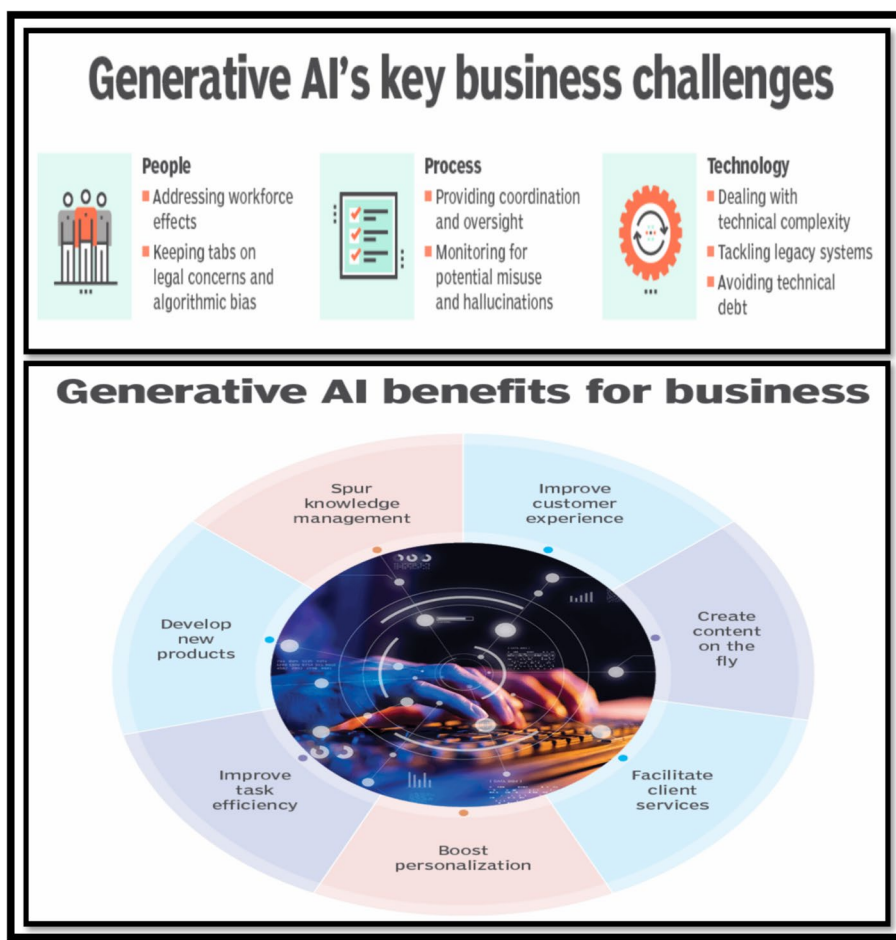 Generative AI's key business challenges
People
Addressing workforce
effects
Keeping tabs on
legal concerns and
algorithmic bias
Process
Providing coordination
and oversight
Monitoring for
potential misuse
and hallucinations
Technology
Dealing with
technical complexity
Tackling legacy systems
Avoiding technical
debt
Generative AI benefits for business
Spur
knowledge
management
Improve
customer
experience
Create
content
on the
fly
Facilitate
client
services
Boost
personalization
Improve
task
efficiency
Develop
new
products